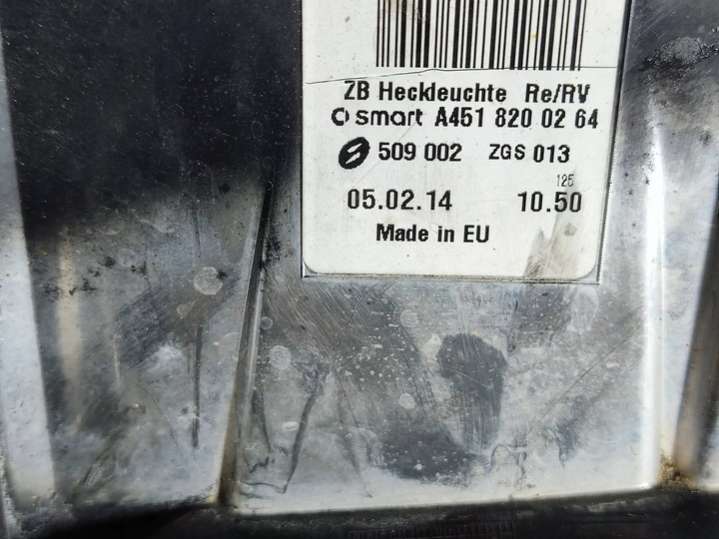 ZB Heckleuchte Re/RV
smart A451 820 02 64
509 002 ZGS 013
125
05.02.14 10.50
Made in EU